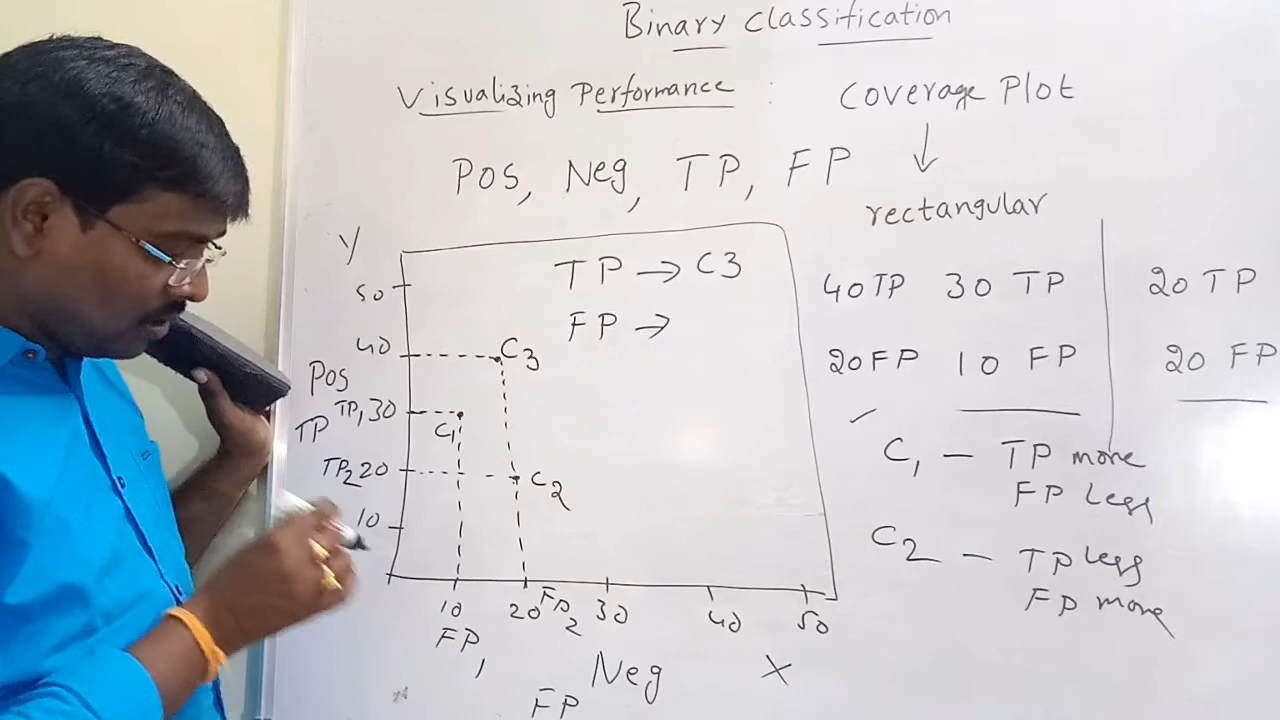 Binary Classification
Visualizing Performance : Coverage Plot
Pos, Neg, TP, FP
rectangular
Y
TP → C3
FP →
50
40
C3
Pos
TP
TP1 30
C1
TP2 20
C2
10
10
20
FP2
30
40
50
FP1
Neg
X
FP
40TP 30 TP 20 TP
20FP 10 FP 20 FP
C1 – TP more
FP Less
C2 – TP less
FP more